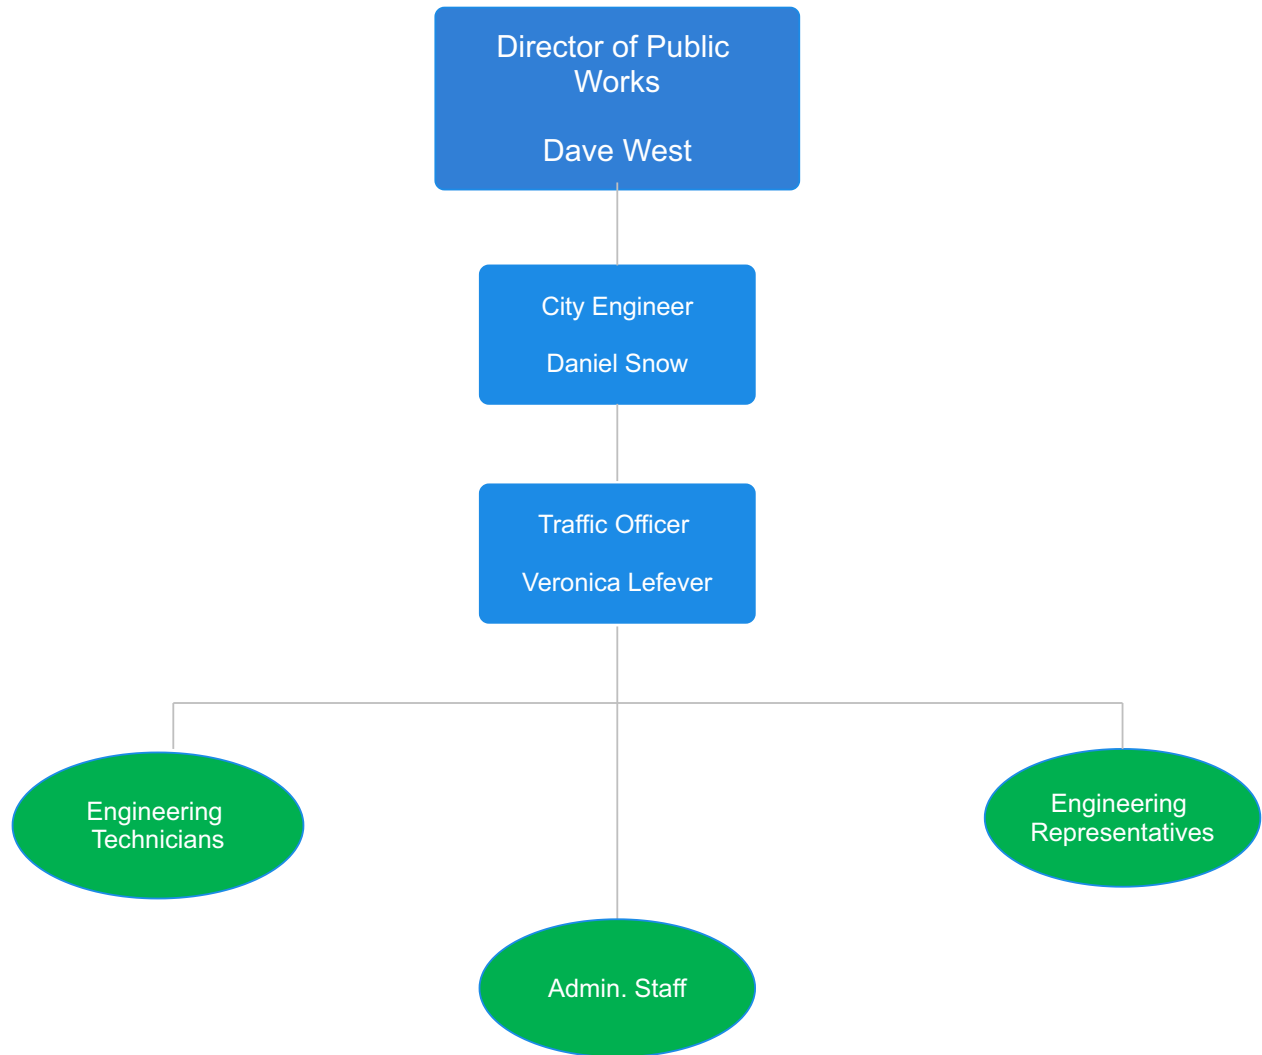 Director of Public
Works
Dave West
City Engineer
Daniel Snow
Traffic Officer
Veronica Lefever
Engineering
Technicians
Engineering
Representatives
Admin. Staff